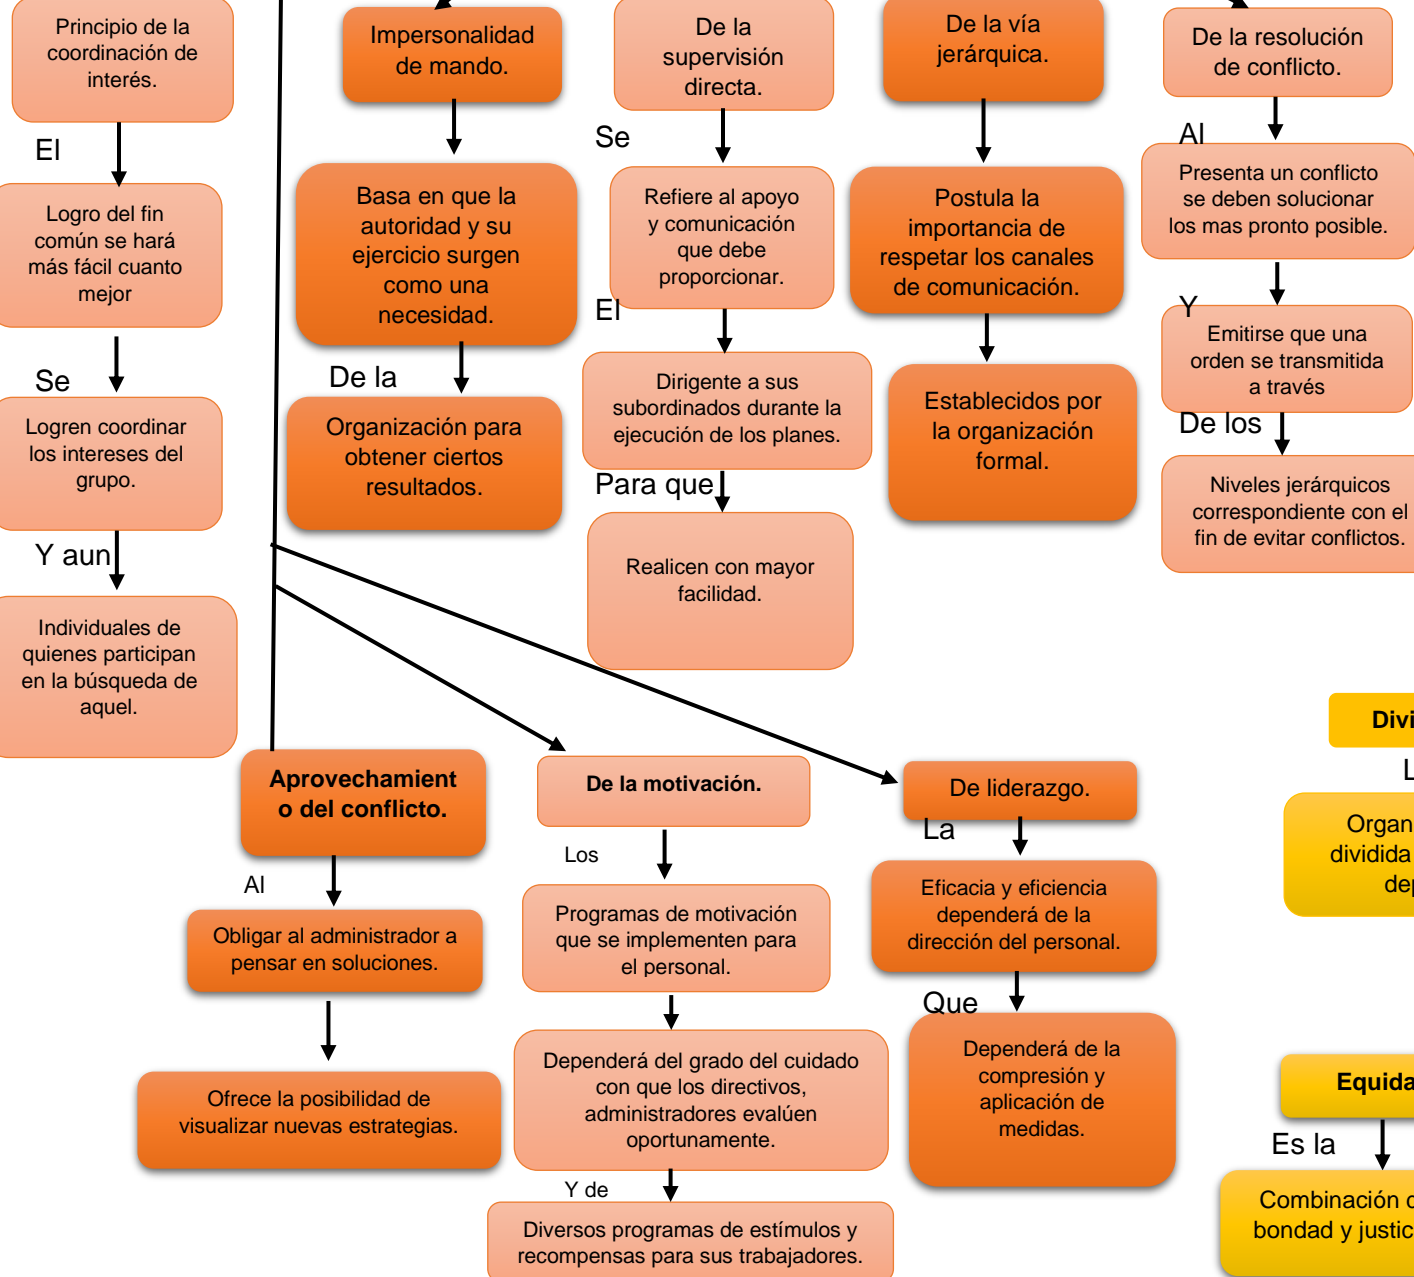 Principio de la
coordinación de
interés.
El
Logro del fin
común se hará
más fácil cuanto
mejor
Se
Logren coordinar
los intereses del
grupo.
Y aun
Individuales de
quienes participan
en la búsqueda de
aquel.
Impersonalidad
de mando.
Basa en que la
autoridad y su
ejercicio surgen
como una
necesidad.
De la
Organización para
obtener ciertos
resultados.
De la
supervisión
directa.
Se
Refiere al apoyo
y comunicación
que debe
proporcionar.
El
Dirigente a sus
subordinados durante la
ejecución de los planes.
Para que
Realicen con mayor
facilidad.
De la vía
jerárquica.
Postula la
importancia de
respetar los canales
de comunicación.
Establecidos por
la organización
formal.
De la resolución
de conflicto.
Al
Presenta un conflicto
se deben solucionar
los mas pronto posible.
Y
Emitirse que una
orden se transmitida
a través
De los
Niveles jerárquicos
correspondiente con el
fin de evitar conflictos.
Aprovechamient
o del conflicto.
Al
Obligar al administrador a
pensar en soluciones.
Ofrece la posibilidad de
visualizar nuevas estrategias.
De la motivación.
Los
Programas de motivación
que se implementen para
el personal.
Dependerá del grado del cuidado
con que los directivos,
administradores evalúen
oportunamente.
Y de
Diversos programas de estímulos y
recompensas para sus trabajadores.
De liderazgo.
La
Eficacia y eficiencia
dependerá de la
dirección del personal.
Que
Dependerá de la
compresión y
aplicación de
medidas.
Divi
L
Organ
dividida
dep
Equida
Es la
Combinación
bondad y justic